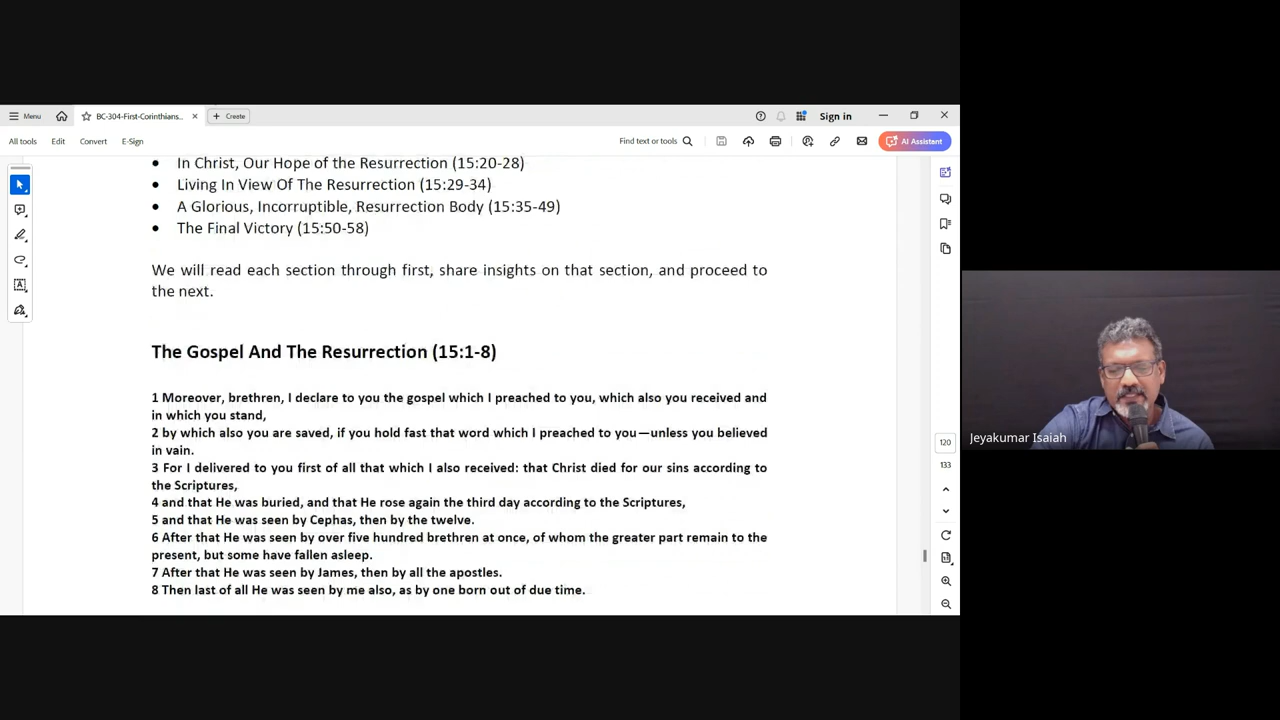 Menu
BC-304-First-Corinthians...
Create
Sign in
All tools
Edit
Convert
E-Sign
Find text or tools
AI Assistant
• In Christ, Our Hope of the Resurrection (15:20-28)
• Living In View Of The Resurrection (15:29-34)
• A Glorious, Incorruptible, Resurrection Body (15:35-49)
• The Final Victory (15:50-58)
We will read each section through first, share insights on that section, and proceed to
the next.
The Gospel And The Resurrection (15:1-8)
1 Moreover, brethren, I declare to you the gospel which I preached to you, which also you received and
in which you stand,
2 by which also you are saved, if you hold fast that word which I preached to you—unless you believed
in vain.
3 For I delivered to you first of all that which I also received: that Christ died for our sins according to
the Scriptures,
4 and that He was buried, and that He rose again the third day according to the Scriptures,
5 and that He was seen by Cephas, then by the twelve.
6 After that He was seen by over five hundred brethren at once, of whom the greater part remain to the
present, but some have fallen asleep.
7 After that He was seen by James, then by all the apostles.
8 Then last of all He was seen by me also, as by one born out of due time.
120
133
Jeyakumar Isaiah